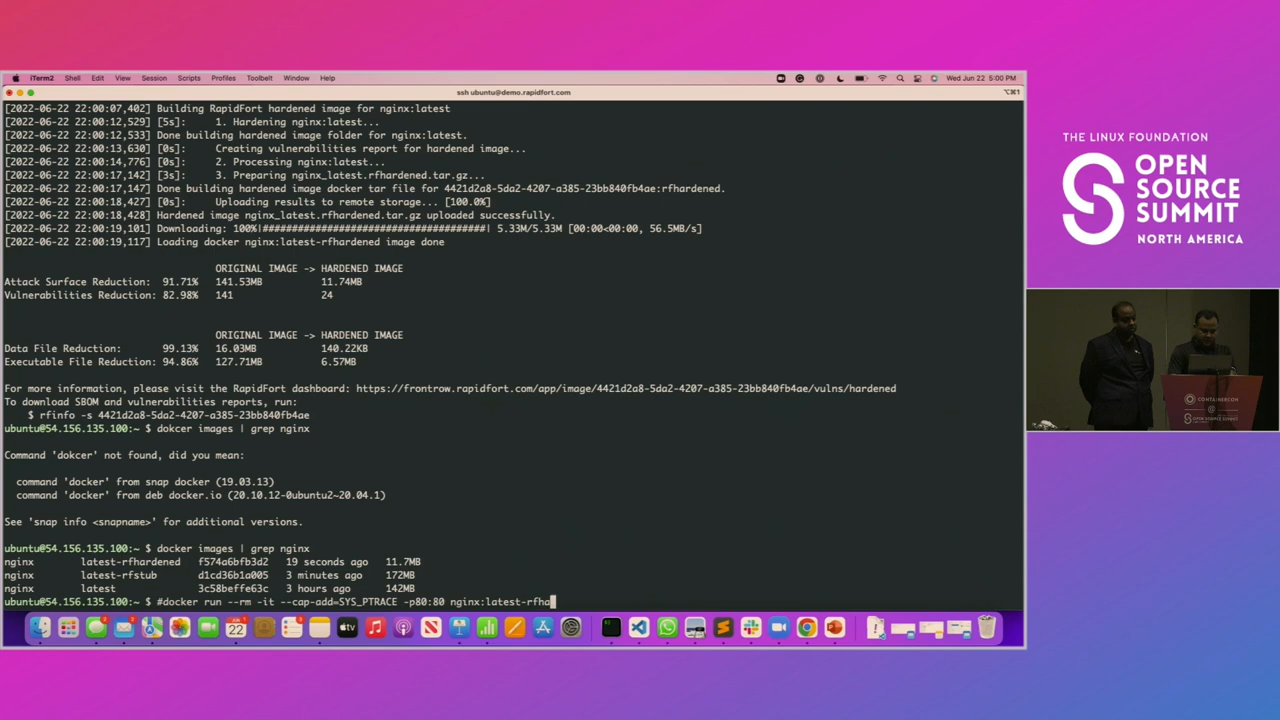 iTerm2 Shell Edit View Session Scripts Profiles Toolbelt Window Help Wed Jun 22 5:00 PM
ssh ubuntu@demo.rapidfort.com ⌥⌘1
[2022-06-22 22:00:07,402] Building RapidFort hardened image for nginx:latest
[2022-06-22 22:00:12,529] [5s]: 1. Hardening nginx:latest...
[2022-06-22 22:00:12,533] Done building hardened image folder for nginx:latest.
[2022-06-22 22:00:13,630] [0s]: Creating vulnerabilities report for hardened image...
[2022-06-22 22:00:14,776] [0s]: 2. Processing nginx:latest...
[2022-06-22 22:00:17,142] [3s]: 3. Preparing nginx_latest.rfhardened.tar.gz...
[2022-06-22 22:00:17,147] Done building hardened image docker tar file for 4421d2a8-5da2-4207-a385-23bb840fb4ae:rfhardened.
[2022-06-22 22:00:18,427] [0s]: Uploading results to remote storage... [100.0%]
[2022-06-22 22:00:18,428] Hardened image nginx_latest.rfhardened.tar.gz uploaded successfully.
[2022-06-22 22:00:19,101] Downloading: 100%|########################################| 5.33M/5.33M [00:00<00:00, 56.5MB/s]
[2022-06-22 22:00:19,117] Loading docker nginx:latest-rfhardened image done
ORIGINAL IMAGE -> HARDENED IMAGE
Attack Surface Reduction: 91.71% 141.53MB 11.74MB
Vulnerabilities Reduction: 82.98% 141 24
ORIGINAL IMAGE -> HARDENED IMAGE
Data File Reduction: 99.13% 16.03MB 140.22KB
Executable File Reduction: 94.86% 127.71MB 6.57MB
For more information, please visit the RapidFort dashboard: https://frontrow.rapidfort.com/app/image/4421d2a8-5da2-4207-a385-23bb840fb4ae/vulns/hardened
To download SBOM and vulnerabilities reports, run:
$ rfinfo -s 4421d2a8-5da2-4207-a385-23bb840fb4ae
ubuntu@54.156.135.100:~ $ dokcer images | grep nginx
Command 'dokcer' not found, did you mean:
command 'docker' from snap docker (19.03.13)
command 'docker' from deb docker.io (20.10.12-0ubuntu2~20.04.1)
See 'snap info <snapname>' for additional versions.
ubuntu@54.156.135.100:~ $ docker images | grep nginx
nginx latest-rfhardened f574a6bfb3d2 19 seconds ago 11.7MB
nginx latest-rfstub d1cd36b1a005 3 minutes ago 172MB
nginx latest 3c58beffe63c 3 hours ago 142MB
ubuntu@54.156.135.100:~ $ #docker run --rm -it --cap-add=SYS_PTRACE -p80:80 nginx:latest-rfha
22
tv
THE LINUX FOUNDATION
OPEN
SOURCE
SUMMIT
NORTH AMERICA
CONTAINERCON
@
OPEN SOURCE SUMMIT